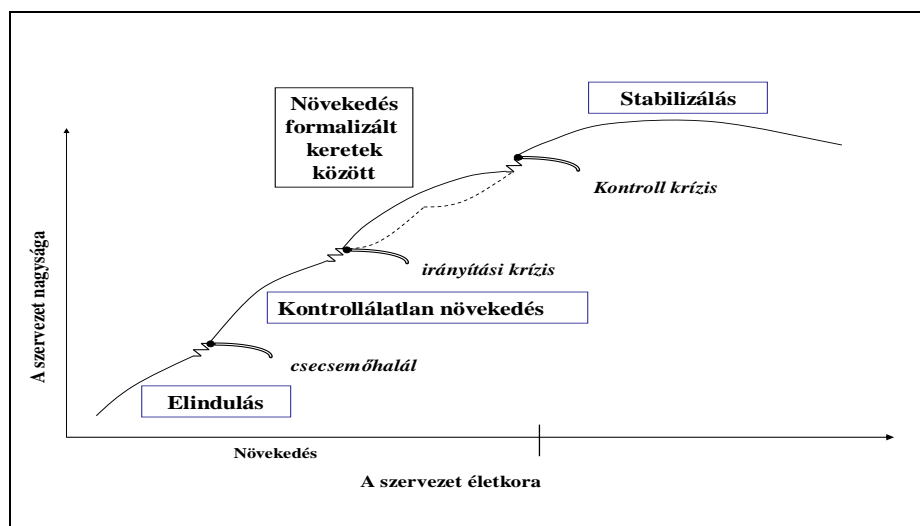 Növekedés
formalizált
keretek
között
Stabilizálás
Kontroll krízis
irányítási krízis
Kontrollálatlan növekedés
csecsemőhalál
Elindulás
A szervezet nagysága
Növekedés
A szervezet életkora